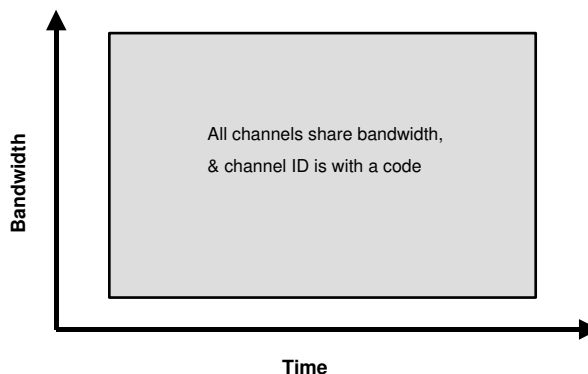 Bandwidth
All channels share bandwidth,
& channel ID is with a code
Time